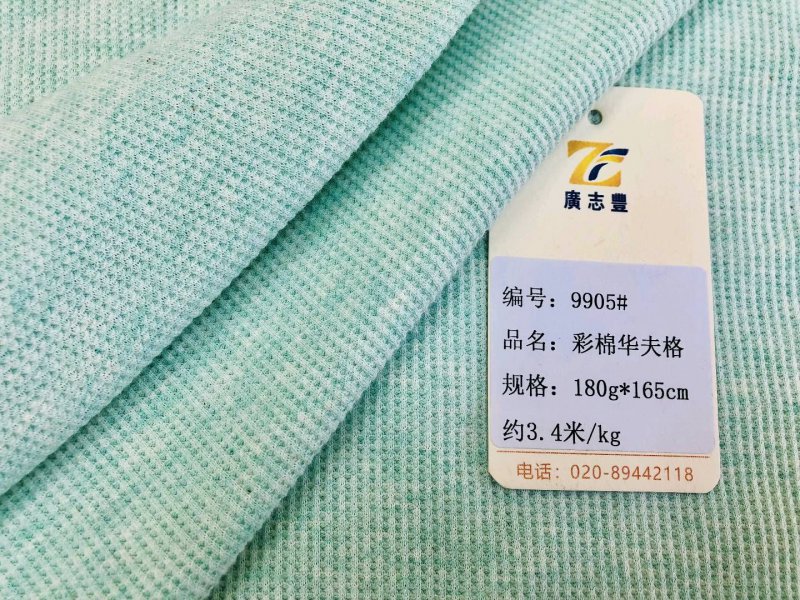 廣志豐
编号：9905#
品名：彩棉华夫格
规格：180g*165cm
约3.4米/kg
电话：020-89442118